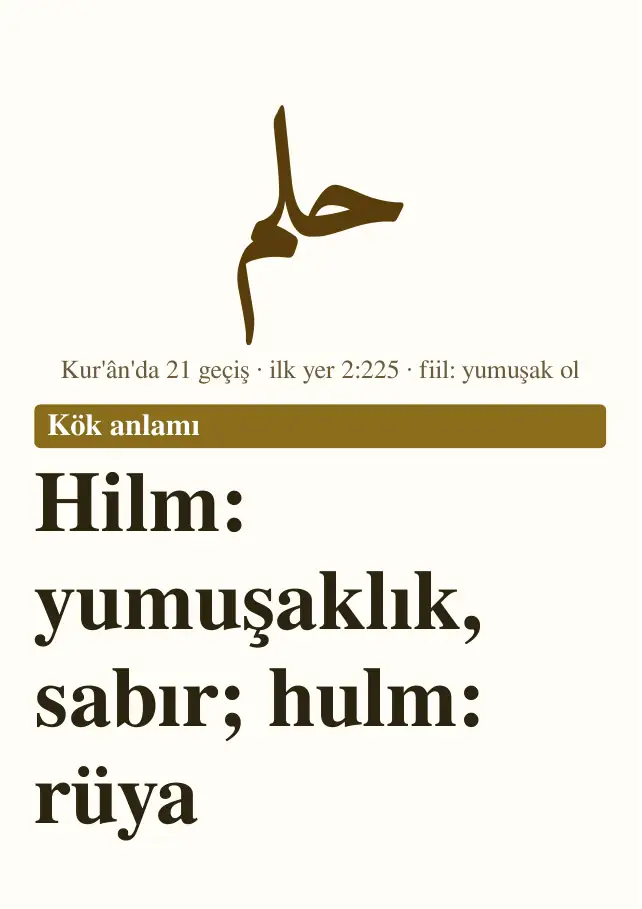 حلم
Kur'ân'da 21 geçiş · ilk yer 2:225 · fiil: yumuşak ol
Kök anlamı
Hilm:
yumuşaklık,
sabır; hulm:
rüya